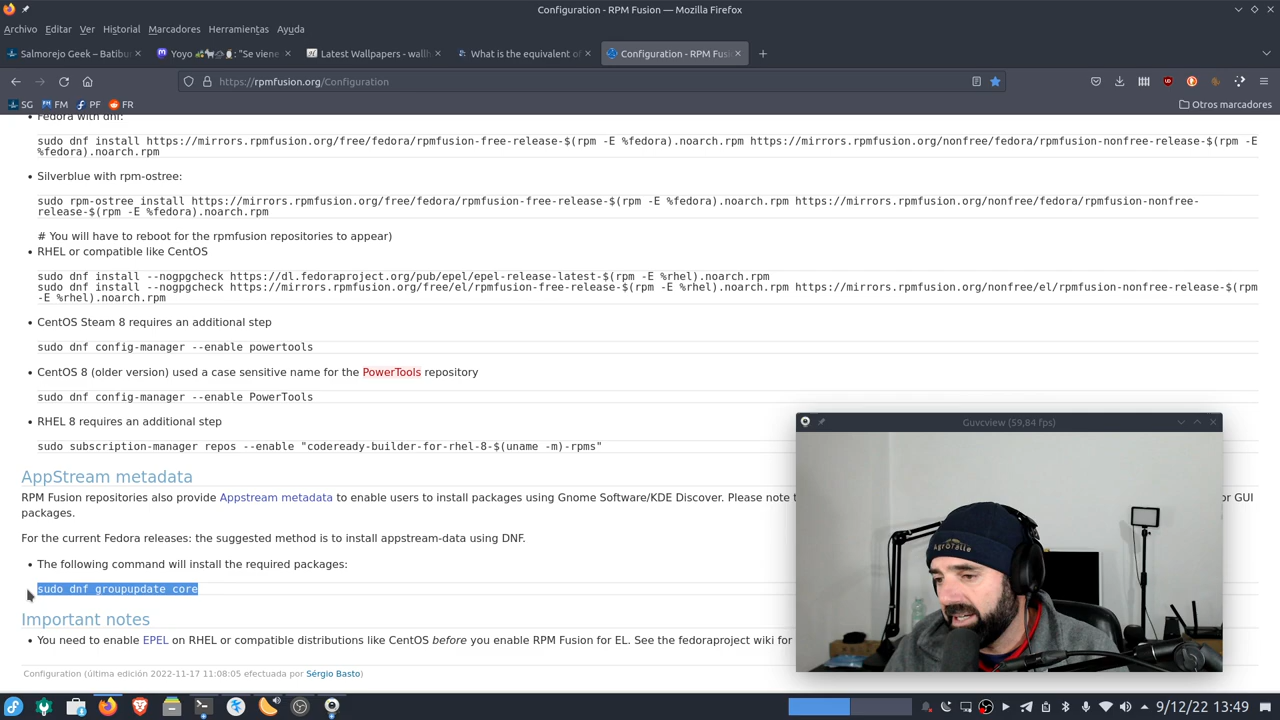 Configuration - RPM Fusion — Mozilla Firefox
Archivo Editar Ver Historial Marcadores Herramientas Ayuda
Salmorejo Geek – Batibur
Yoyo : "Se viene
Latest Wallpapers - wallh
What is the equivalent of
Configuration - RPM Fus
https://rpmfusion.org/Configuration
SG FM PF FR Otros marcadores
Fedora with dnf:
sudo dnf install https://mirrors.rpmfusion.org/free/fedora/rpmfusion-free-release-$(rpm -E %fedora).noarch.rpm https://mirrors.rpmfusion.org/nonfree/fedora/rpmfusion-nonfree-release-$(rpm -E
%fedora).noarch.rpm
• Silverblue with rpm-ostree:
sudo rpm-ostree install https://mirrors.rpmfusion.org/free/fedora/rpmfusion-free-release-$(rpm -E %fedora).noarch.rpm https://mirrors.rpmfusion.org/nonfree/fedora/rpmfusion-nonfree-
release-$(rpm -E %fedora).noarch.rpm
# You will have to reboot for the rpmfusion repositories to appear)
• RHEL or compatible like CentOS
sudo dnf install --nogpgcheck https://dl.fedoraproject.org/pub/epel/epel-release-latest-$(rpm -E %rhel).noarch.rpm
sudo dnf install --nogpgcheck https://mirrors.rpmfusion.org/free/el/rpmfusion-free-release-$(rpm -E %rhel).noarch.rpm https://mirrors.rpmfusion.org/nonfree/el/rpmfusion-nonfree-release-$(rpm
-E %rhel).noarch.rpm
• CentOS Steam 8 requires an additional step
sudo dnf config-manager --enable powertools
• CentOS 8 (older version) used a case sensitive name for the PowerTools repository
sudo dnf config-manager --enable PowerTools
• RHEL 8 requires an additional step
sudo subscription-manager repos --enable "codeready-builder-for-rhel-8-$(uname -m)-rpms"
Guvcview (59,84 fps)
AppStream metadata
RPM Fusion repositories also provide Appstream metadata to enable users to install packages using Gnome Software/KDE Discover. Please note t
or GUI
packages.
For the current Fedora releases: the suggested method is to install appstream-data using DNF.
• The following command will install the required packages:
sudo dnf groupupdate core
Important notes
• You need to enable EPEL on RHEL or compatible distributions like CentOS before you enable RPM Fusion for EL. See the fedoraproject wiki for
Configuration (última edición 2022-11-17 11:08:05 efectuada por Sérgio Basto)
9/12/22 13:49